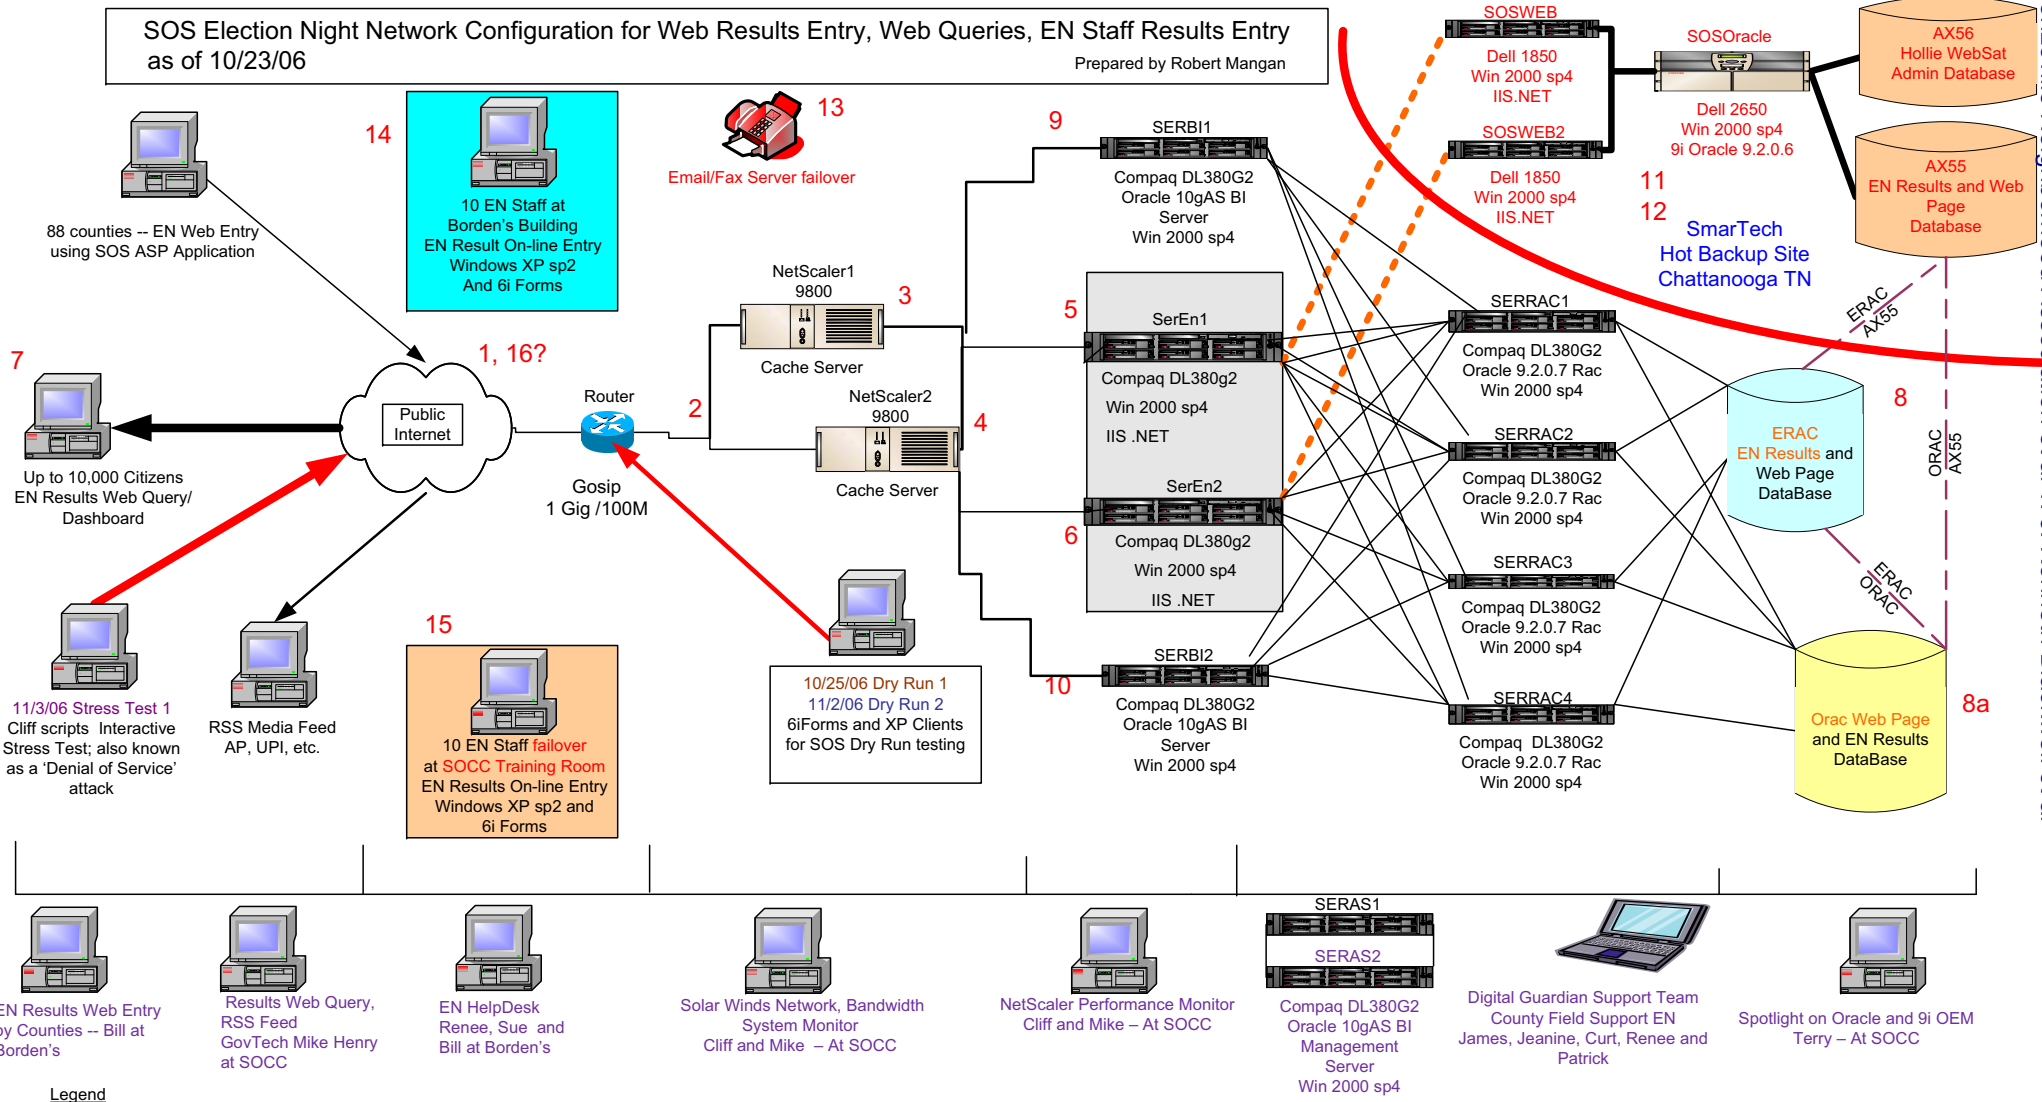 SOS Election Night Network Configuration for Web Results Entry, Web Queries, EN Staff Results Entry
as of 10/23/06
Prepared by Robert Mangan
SOSWEB
Dell 1850
Win 2000 sp4
IIS.NET
SOSWEB2
Dell 1850
Win 2000 sp4
IIS.NET
SOSOracle
Dell 2650
Win 2000 sp4
9i Oracle 9.2.0.6
AX56
Hollie WebSat
Admin Database
AX55
EN Results and Web
Page
Database
11
12
SmarTech
Hot Backup Site
Chattanooga TN
88 counties -- EN Web Entry
using SOS ASP Application
14
10 EN Staff at
Borden's Building
EN Result On-line Entry
Windows XP sp2
And 6i Forms
13
Email/Fax Server failover
9
SERBI1
Compaq DL380G2
Oracle 10gAS BI
Server
Win 2000 sp4
NetScaler1
9800
3
Cache Server
NetScaler2
9800
4
Cache Server
5
SerEn1
Compaq DL380g2
Win 2000 sp4
IIS .NET
SerEn2
6
Compaq DL380g2
Win 2000 sp4
IIS .NET
10
SERBI2
Compaq DL380G2
Oracle 10gAS BI
Server
Win 2000 sp4
SERRAC1
Compaq DL380G2
Oracle 9.2.0.7 Rac
Win 2000 sp4
SERRAC2
Compaq DL380G2
Oracle 9.2.0.7 Rac
Win 2000 sp4
SERRAC3
Compaq DL380G2
Oracle 9.2.0.7 Rac
Win 2000 sp4
SERRAC4
Compaq DL380G2
Oracle 9.2.0.7 Rac
Win 2000 sp4
ERAC
AX55
ORAC
AX55
ERAC
ORAC
8
ERAC
EN Results and
Web Page
DataBase
8a
Orac Web Page
and EN Results
DataBase
7
Up to 10,000 Citizens
EN Results Web Query/
Dashboard
1, 16?
Public
Internet
Router
2
Gosip
1 Gig /100M
11/3/06 Stress Test 1
Cliff scripts Interactive
Stress Test; also known
as a 'Denial of Service'
attack
RSS Media Feed
AP, UPI, etc.
15
10 EN Staff failover
at SOCC Training Room
EN Results On-line Entry
Windows XP sp2 and
6i Forms
10/25/06 Dry Run 1
11/2/06 Dry Run 2
6iForms and XP Clients
for SOS Dry Run testing
EN Results Web Entry
by Counties -- Bill at
Borden's
Results Web Query,
RSS Feed
GovTech Mike Henry
at SOCC
EN HelpDesk
Renee, Sue and
Bill at Borden's
Solar Winds Network, Bandwidth
System Monitor
Cliff and Mike – At SOCC
NetScaler Performance Monitor
Cliff and Mike – At SOCC
SERAS1
SERAS2
Compaq DL380G2
Oracle 10gAS BI
Management
Server
Win 2000 sp4
Digital Guardian Support Team
County Field Support EN
James, Jeanine, Curt, Renee and
Patrick
Spotlight on Oracle and 9i OEM
Terry – At SOCC
Legend